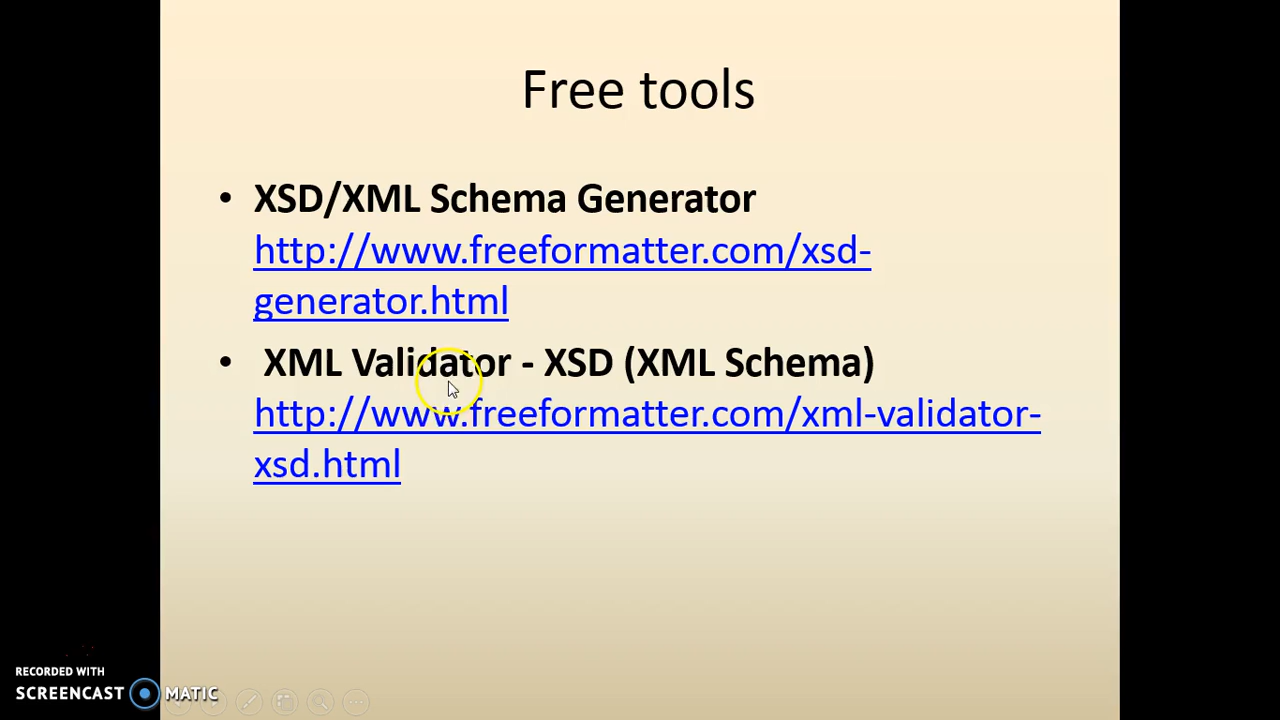 Free tools
• XSD/XML Schema Generator
http://www.freeformatter.com/xsd-
generator.html
• XML Validator - XSD (XML Schema)
http://www.freeformatter.com/xml-validator-
xsd.html
RECORDED WITH
SCREENCAST MATIC